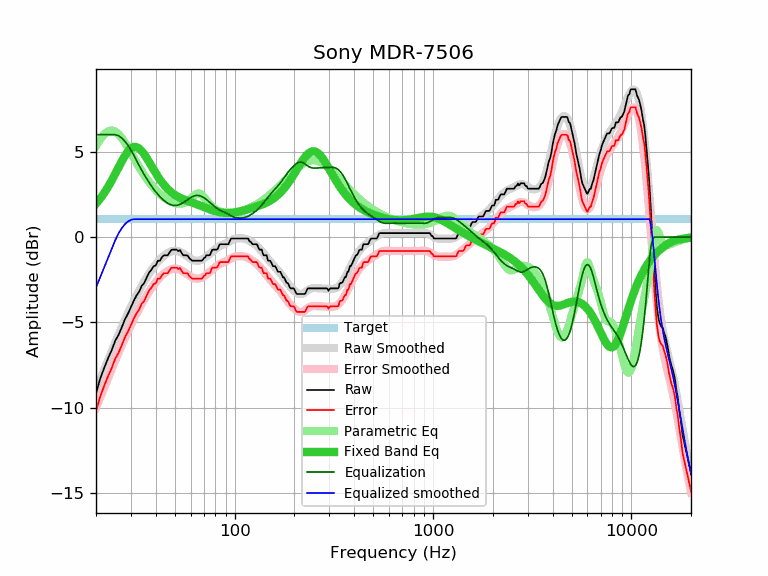 Sony MDR-7506
Amplitude (dBr)
5
0
−5
−10
−15
Target
Raw Smoothed
Error Smoothed
Raw
Error
Parametric Eq
Fixed Band Eq
Equalization
Equalized smoothed
100 1000 10000
Frequency (Hz)